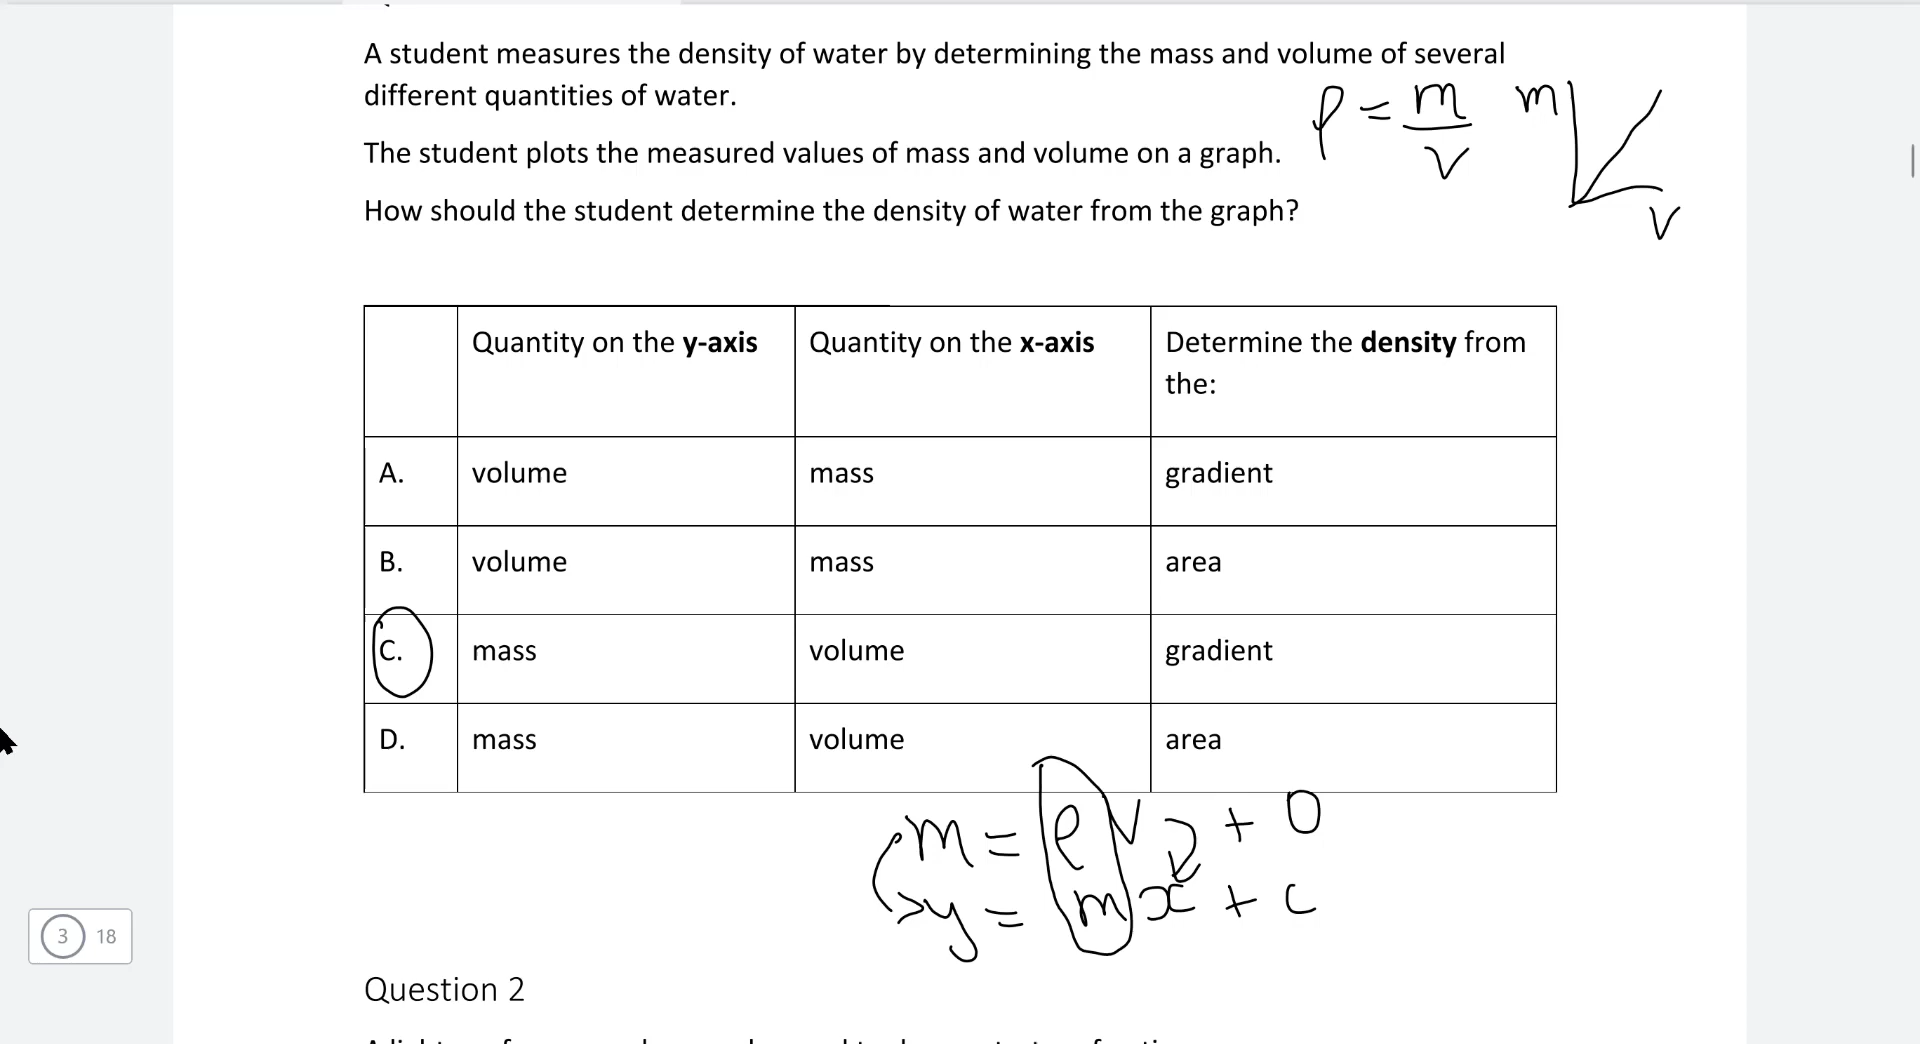 A student measures the density of water by determining the mass and volume of several
different quantities of water.
ρ = m/v
m
v
The student plots the measured values of mass and volume on a graph.
How should the student determine the density of water from the graph?
Quantity on the y-axis Quantity on the x-axis Determine the density from
the:
A. volume mass gradient
B. volume mass area
C. mass volume gradient
D. mass volume area
m = ρv + 0
y = mx + c
3 18
Question 2